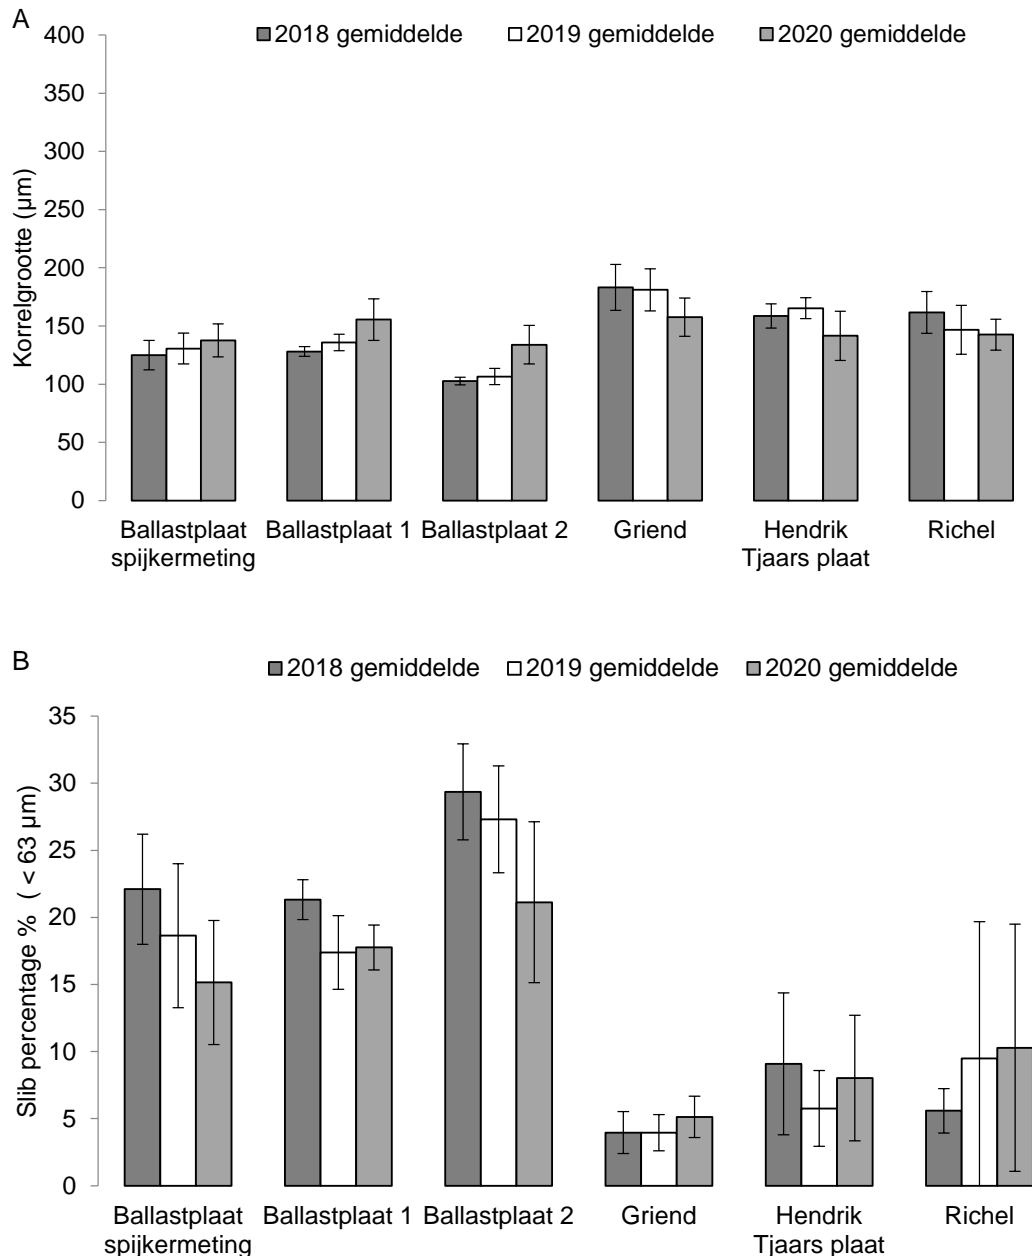 A
2018 gemiddelde 2019 gemiddelde 2020 gemiddelde
Korrelgrootte (µm)
400
350
300
250
200
150
100
50
0
Ballastplaat spijkermeting
Ballastplaat 1
Ballastplaat 2
Griend
Hendrik Tjaars plaat
Richel
B
2018 gemiddelde 2019 gemiddelde 2020 gemiddelde
Slib percentage % ( < 63 µm)
35
30
25
20
15
10
5
0
Ballastplaat spijkermeting
Ballastplaat 1
Ballastplaat 2
Griend
Hendrik Tjaars plaat
Richel